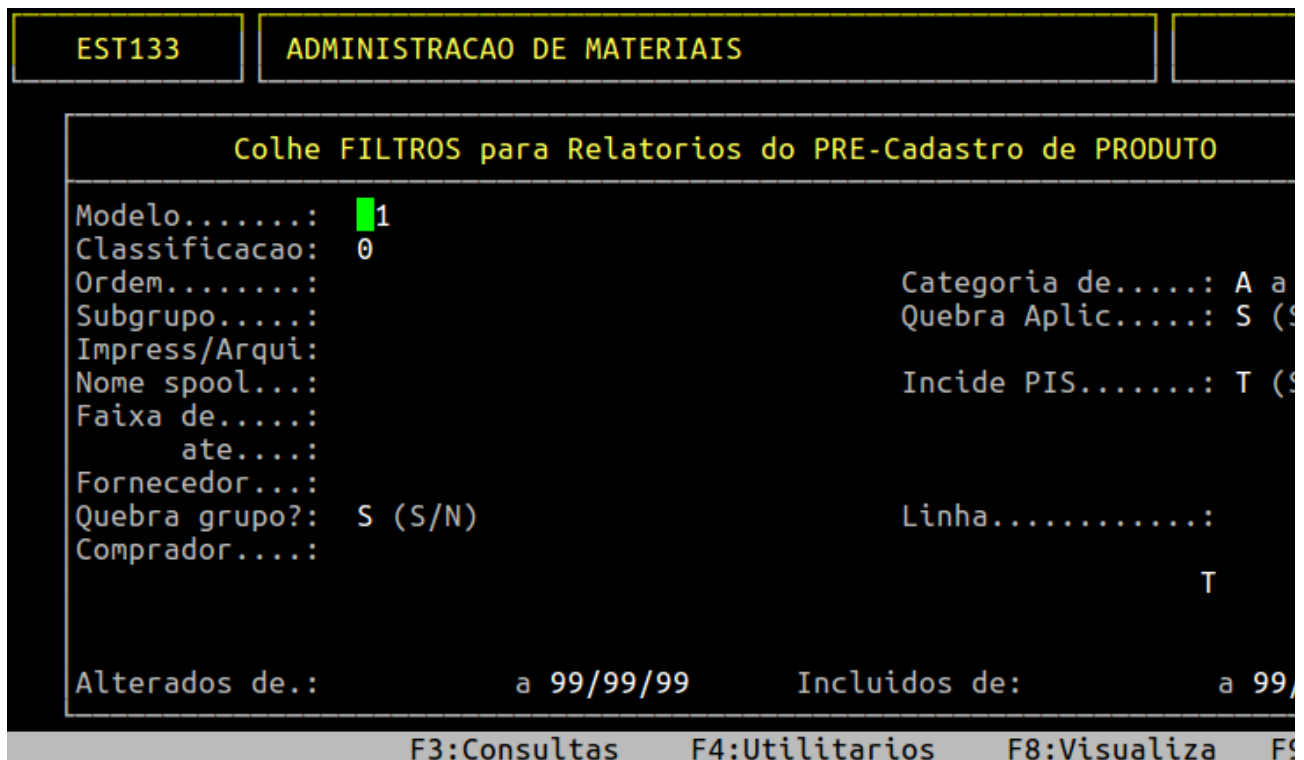 EST133 ADMINISTRACAO DE MATERIAIS
Colhe FILTROS para Relatorios do PRE-Cadastro de PRODUTO
Modelo.......: 1
Classificacao: 0
Ordem........: Categoria de.....: A a
Subgrupo.....: Quebra Aplic.....: S (S
Impress/Arqui:
Nome spool...: Incide PIS.......: T (S
Faixa de.....:
ate....:
Fornecedor...:
Quebra grupo?: S (S/N) Linha............:
Comprador....:
T
Alterados de.: a 99/99/99 Incluidos de: a 99/
F3:Consultas F4:Utilitarios F8:Visualiza F9